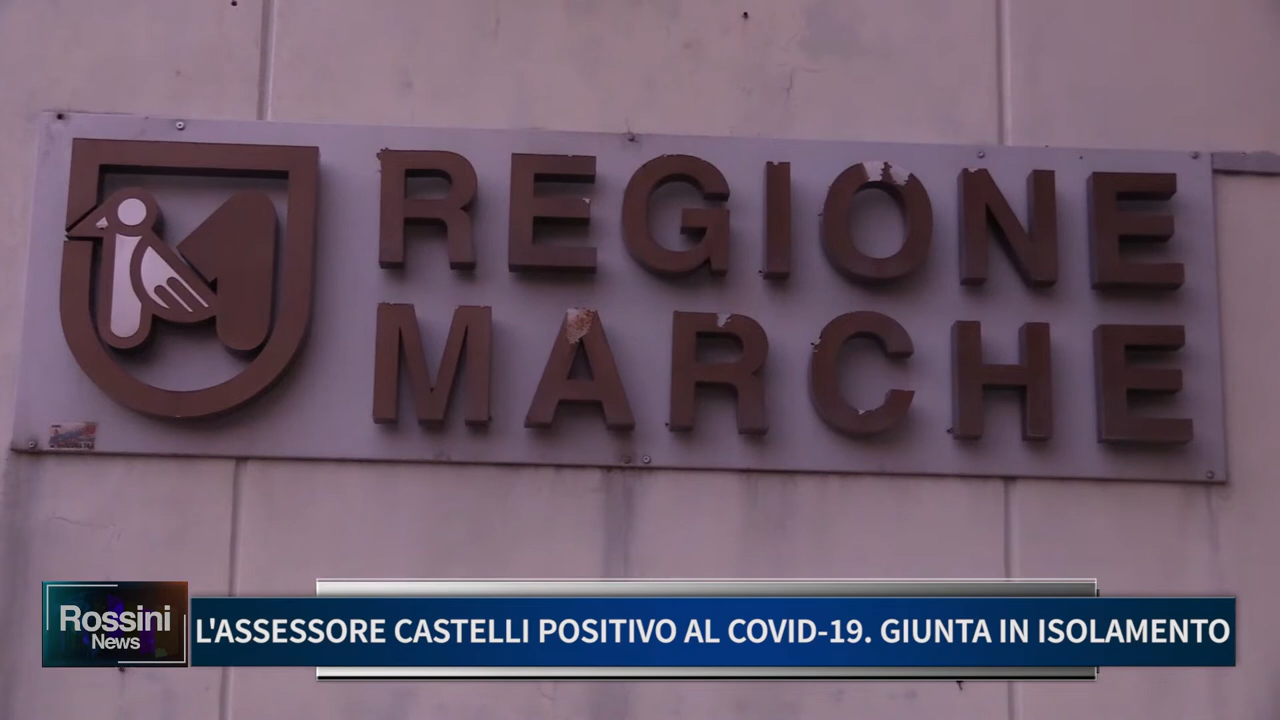 REGIONE
MARCHE
Rossini
News
L'ASSESSORE CASTELLI POSITIVO AL COVID-19. GIUNTA IN ISOLAMENTO